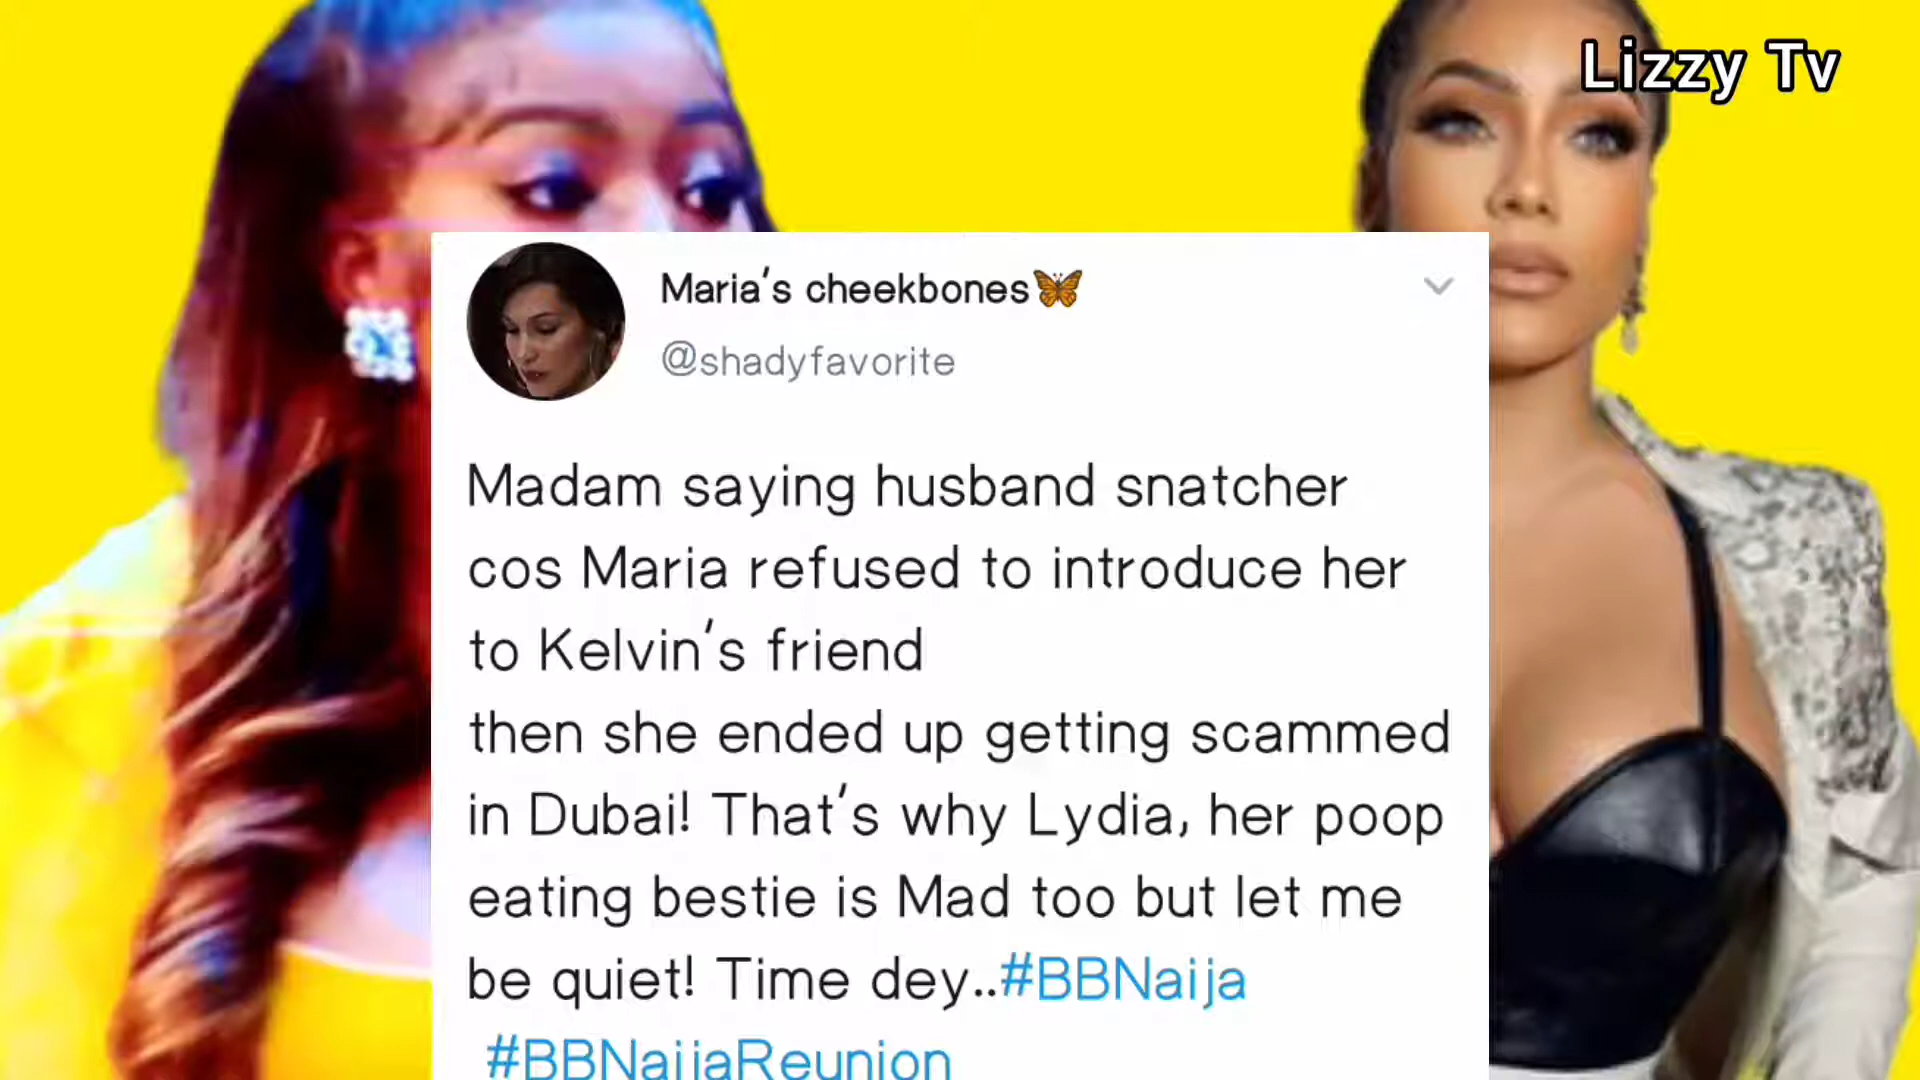 Lizzy Tv
Maria's cheekbones🦋
@shadyfavorite
Madam saying husband snatcher
cos Maria refused to introduce her
to Kelvin's friend
then she ended up getting scammed
in Dubai! That's why Lydia, her poop
eating bestie is Mad too but let me
be quiet! Time dey..#BBNaija
#BBNaijaReunion